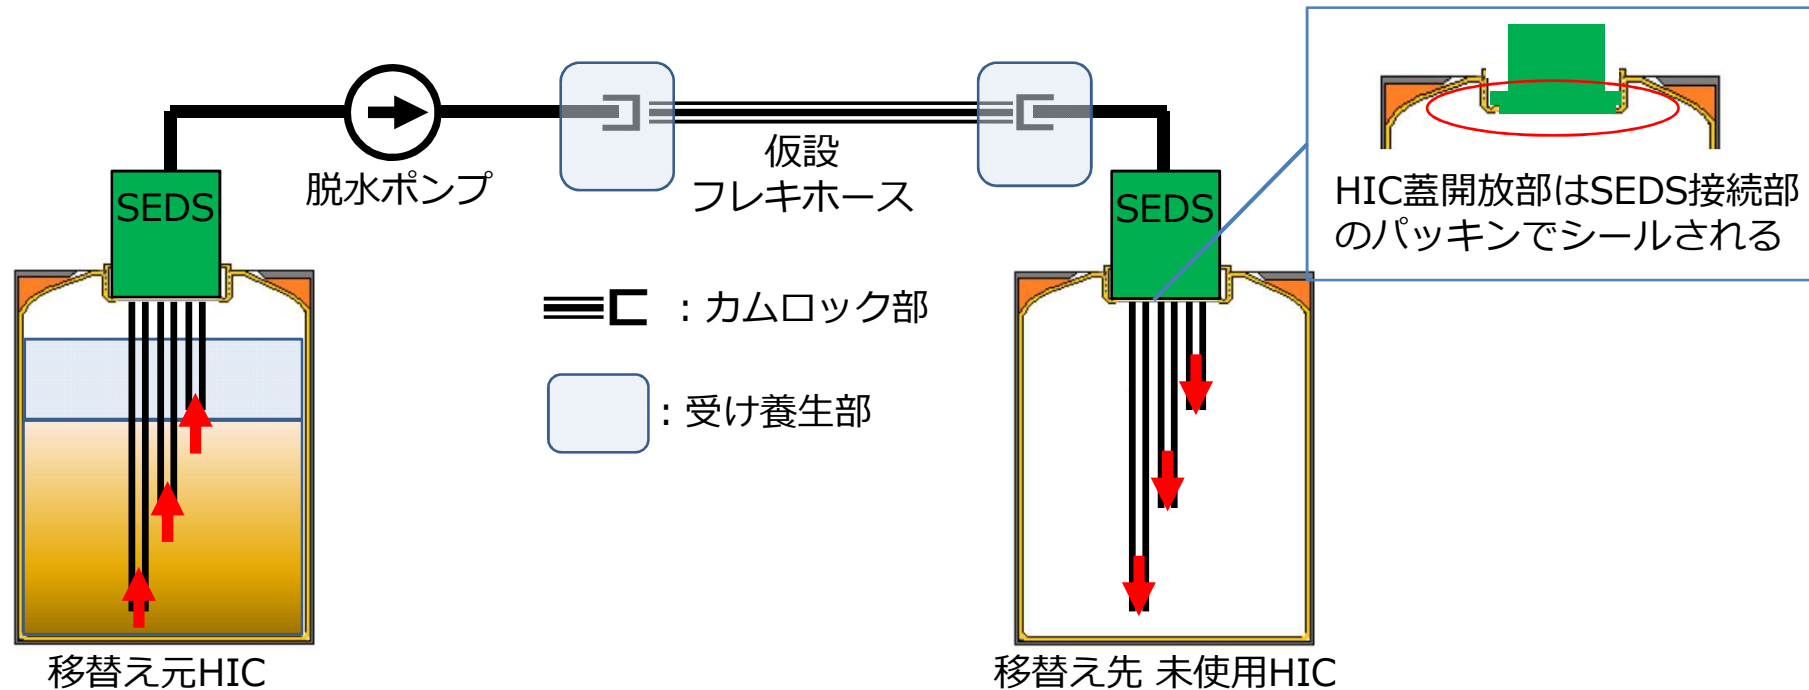 HIC蓋開放部はSEDS接続部
のパッキンでシールされる
脱水ポンプ
仮設
フレキホース
SEDS
SEDS
：カムロック部
：受け養生部
移替え元HIC
移替え先 未使用HIC